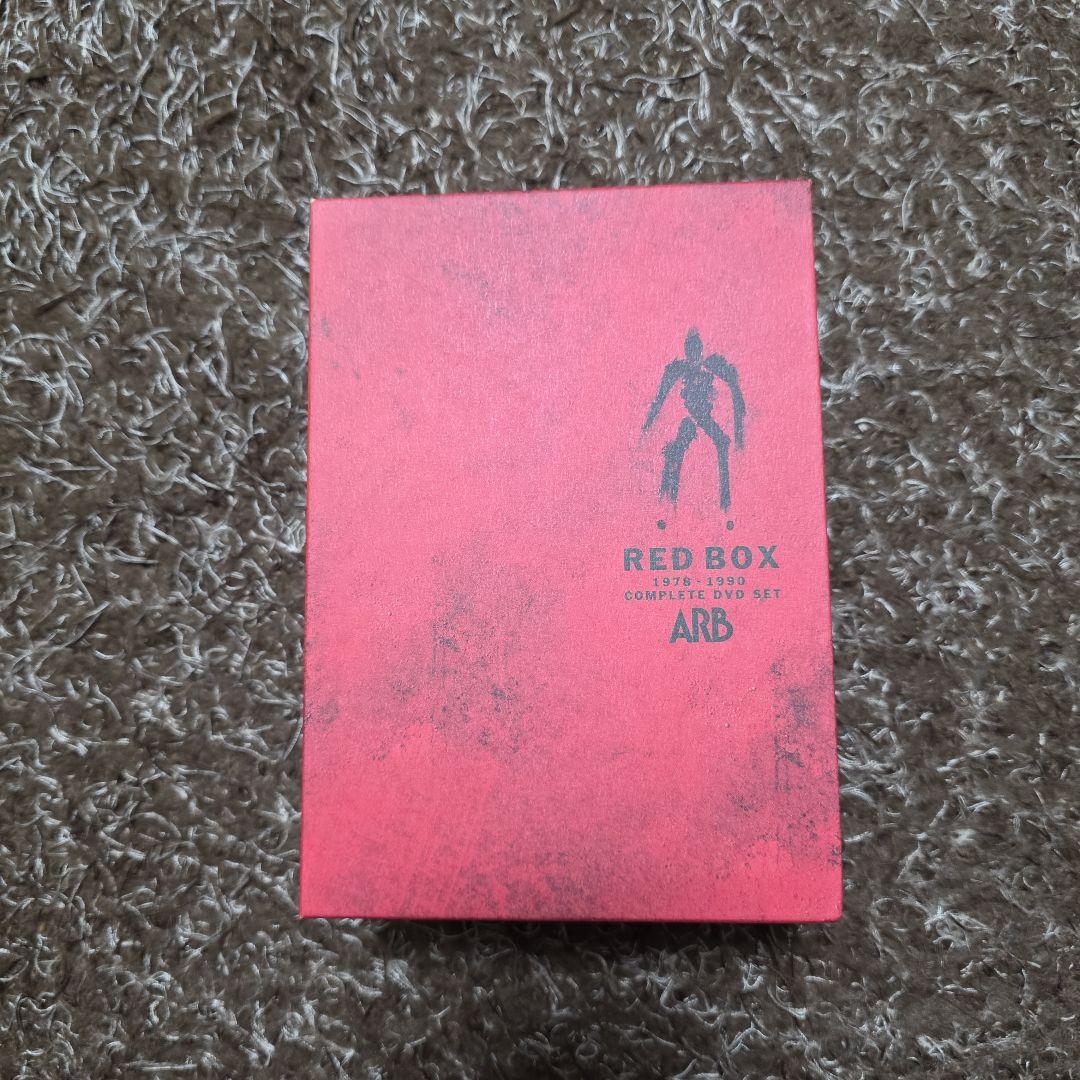 RED BOX
1978 - 1990
COMPLETE DVD SET
ARB